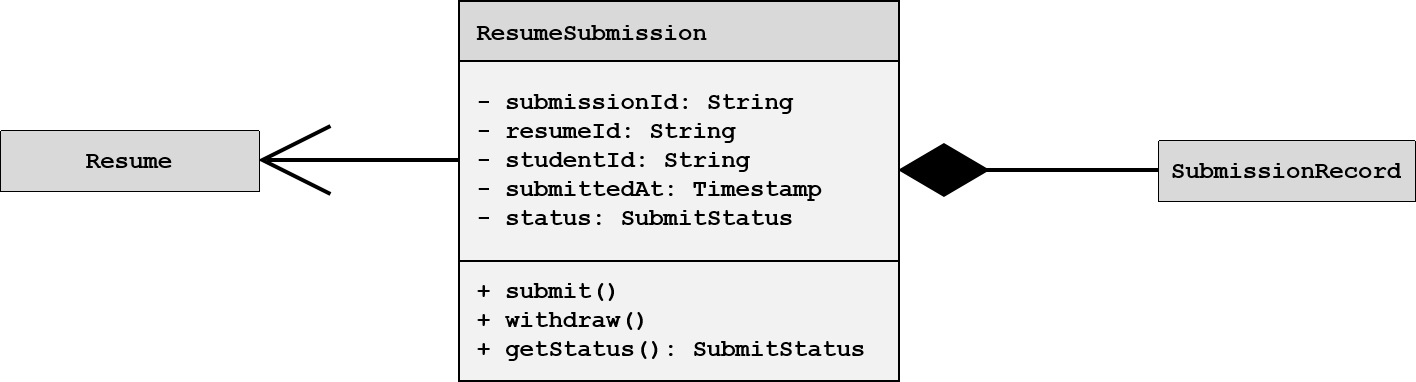 ResumeSubmission
- submissionId: String
- resumeId: String
- studentId: String
- submittedAt: Timestamp
- status: SubmitStatus
+ submit()
+ withdraw()
+ getStatus(): SubmitStatus
Resume
SubmissionRecord